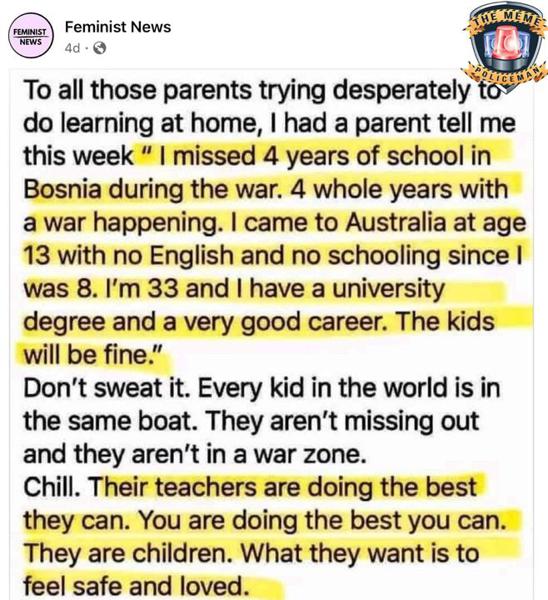 FEMINIST
NEWS
Feminist News
4d ·
THE MEME
POLICEMAN
To all those parents trying desperately to
do learning at home, I had a parent tell me
this week " I missed 4 years of school in
Bosnia during the war. 4 whole years with
a war happening. I came to Australia at age
13 with no English and no schooling since I
was 8. I'm 33 and I have a university
degree and a very good career. The kids
will be fine."
Don't sweat it. Every kid in the world is in
the same boat. They aren't missing out
and they aren't in a war zone.
Chill. Their teachers are doing the best
they can. You are doing the best you can.
They are children. What they want is to
feel safe and loved.